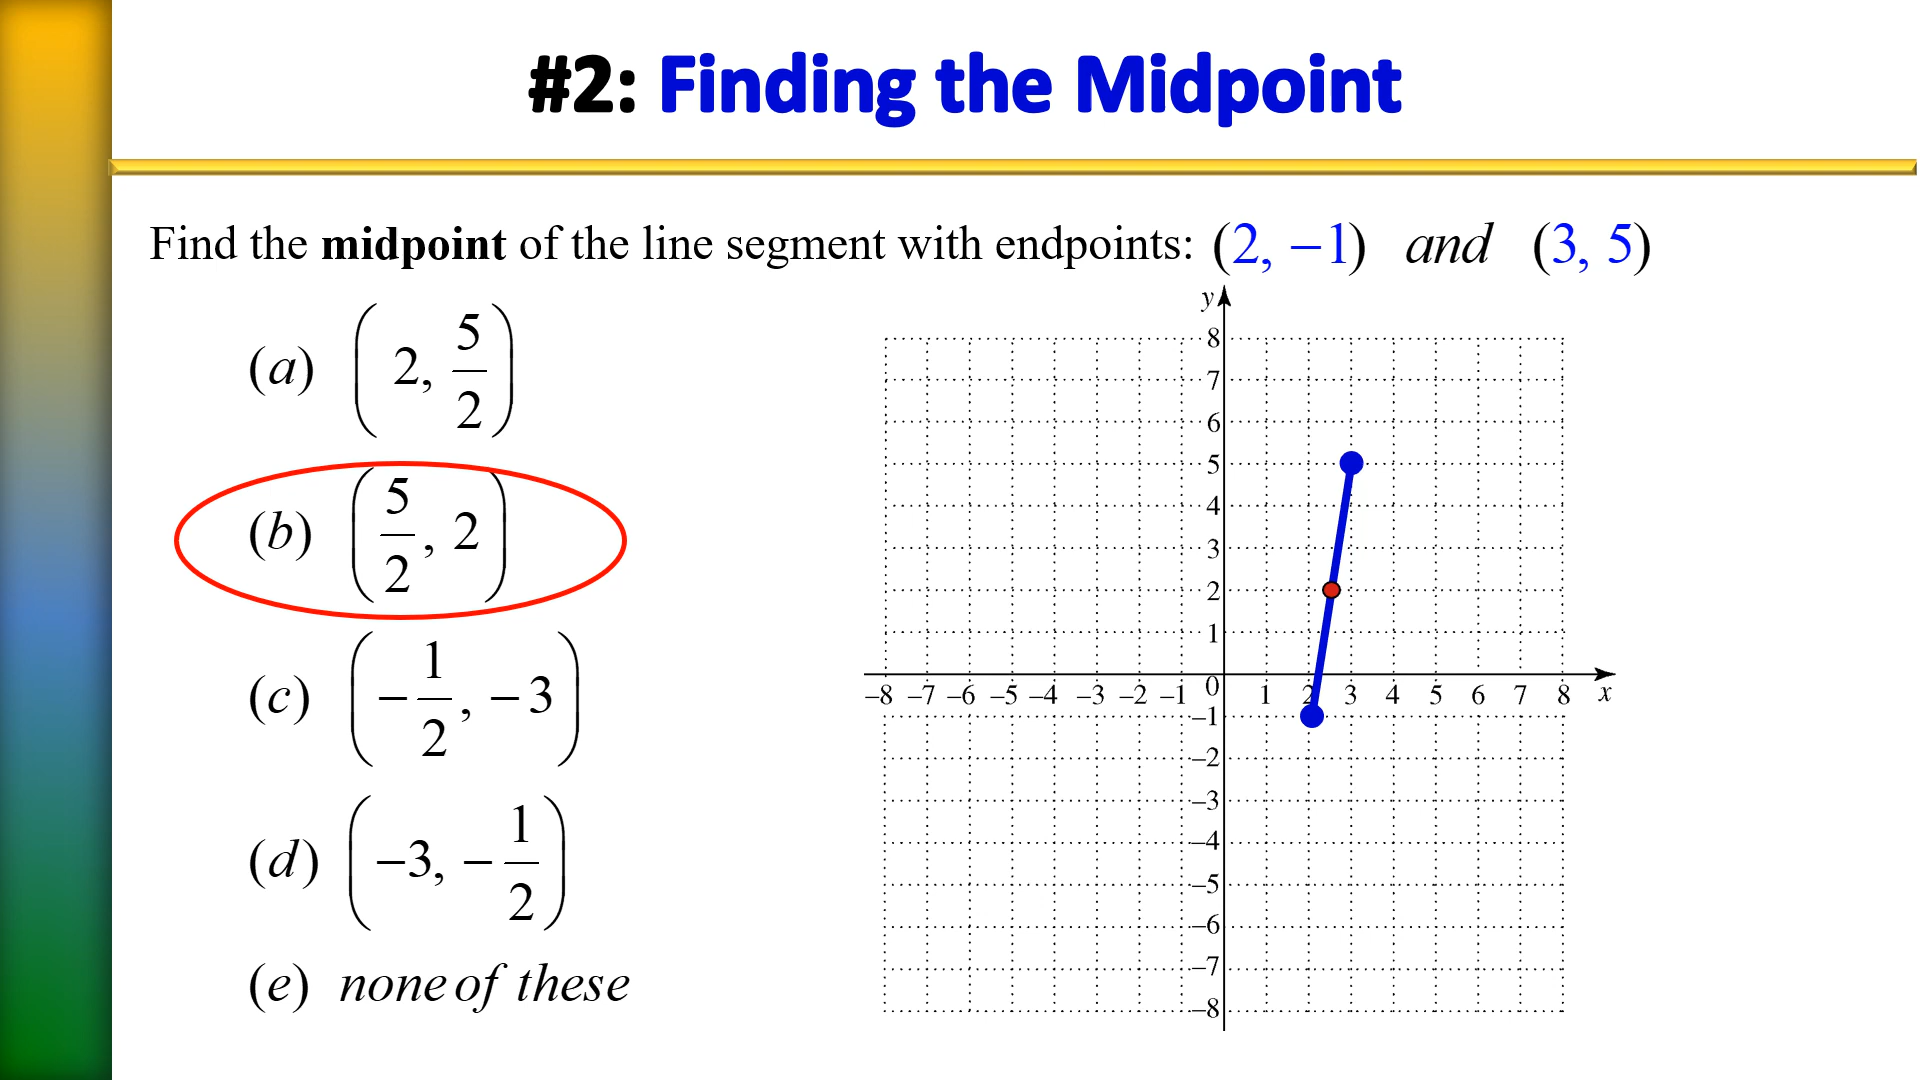 #2: Finding the Midpoint
Find the midpoint of the line segment with endpoints: (2, −1) and (3, 5)
(a) (2, 5/2)
(b) (5/2, 2)
(c) (−1/2, −3)
(d) (−3, −1/2)
(e) none of these
y
8
7
6
5
4
3
2
1
−8 −7 −6 −5 −4 −3 −2 −1 0 1 2 3 4 5 6 7 8 x
−1
−2
−3
−4
−5
−6
−7
−8